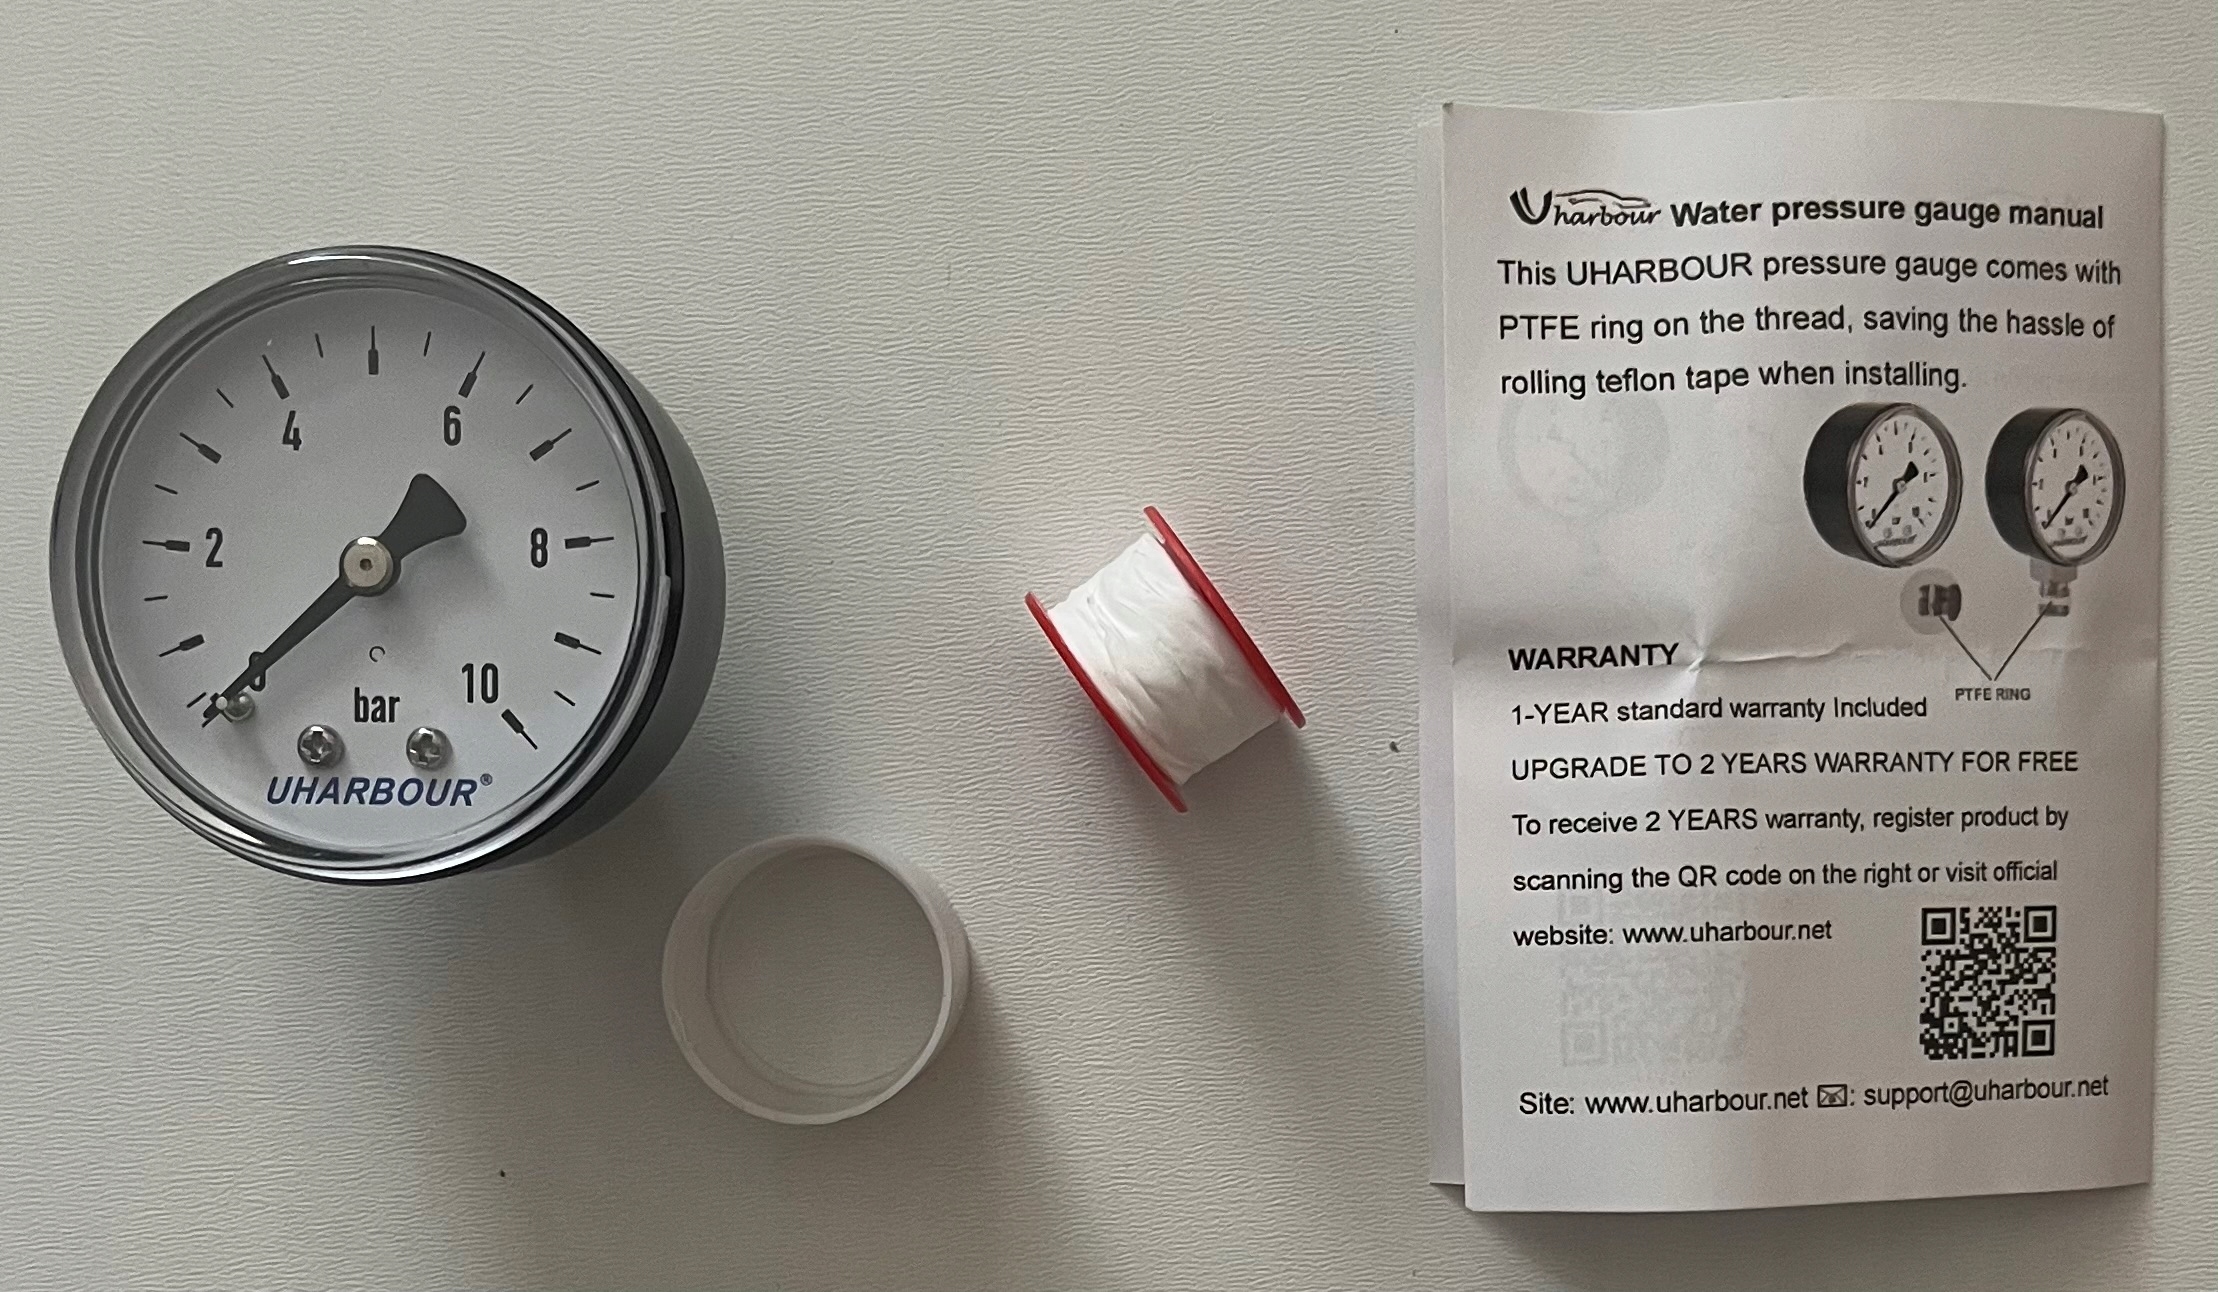 4
6
2
8
0
10
bar
UHARBOUR®
Uharbour Water pressure gauge manual
This UHARBOUR pressure gauge comes with
PTFE ring on the thread, saving the hassle of
rolling teflon tape when installing.
PTFE RING
WARRANTY
1-YEAR standard warranty Included
UPGRADE TO 2 YEARS WARRANTY FOR FREE
To receive 2 YEARS warranty, register product by
scanning the QR code on the right or visit official
website: www.uharbour.net
Site: www.uharbour.net ✉: support@uharbour.net